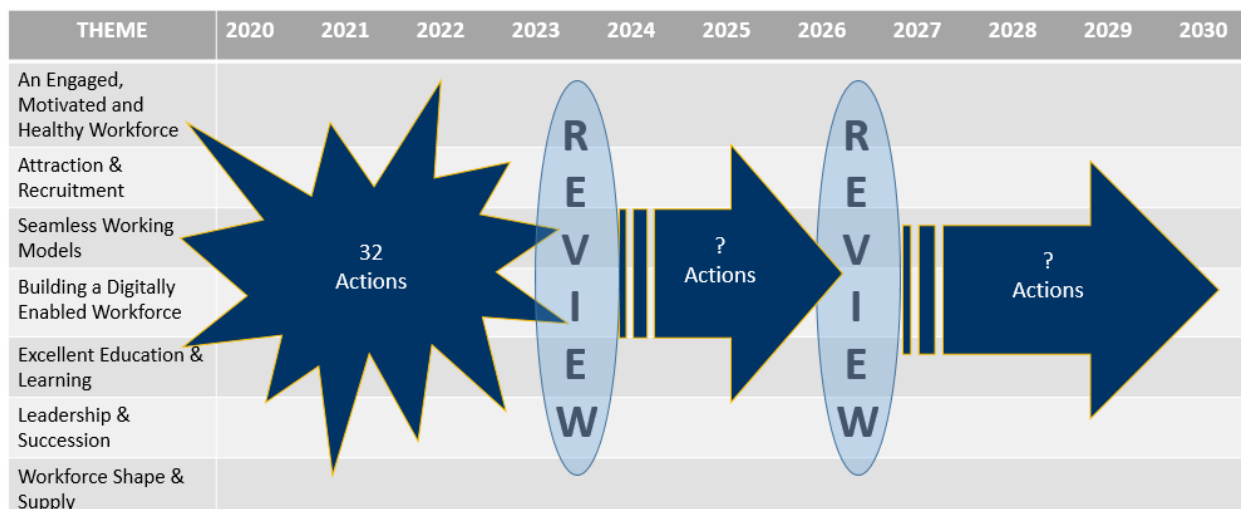 THEME 2020 2021 2022 2023 2024 2025 2026 2027 2028 2029 2030
An Engaged,
Motivated and
Healthy Workforce
Attraction &
Recruitment
Seamless Working
Models
Building a Digitally
Enabled Workforce
Excellent Education &
Learning
Leadership &
Succession
Workforce Shape &
Supply
32
Actions
R
E
V
I
E
W
?
Actions
R
E
V
I
E
W
?
Actions